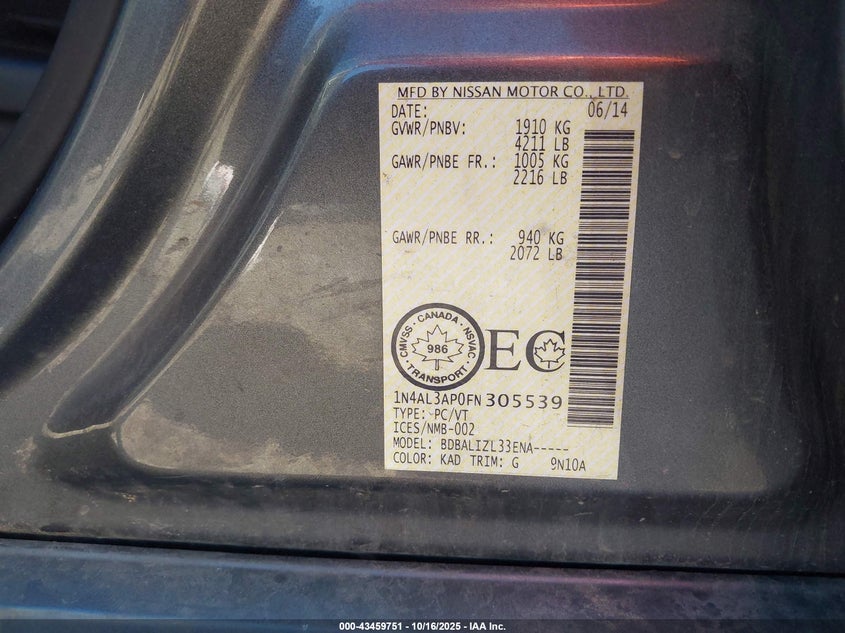 MFD BY NISSAN MOTOR CO., LTD.
DATE: 06/14
GVWR/PNBV: 1910 KG
4211 LB
GAWR/PNBE FR.: 1005 KG
2216 LB
GAWR/PNBE RR.: 940 KG
2072 LB
CMVSS · CANADA · NSVAC · TRANSPORT ·
986
EC
1N4AL3AP0FN305539
TYPE: PC/VT
ICES/NMB-002
MODEL: BDBALIZL33ENA-----
COLOR: KAD TRIM: G 9N10A
000-43459751 - 10/16/2025 - IAA Inc.